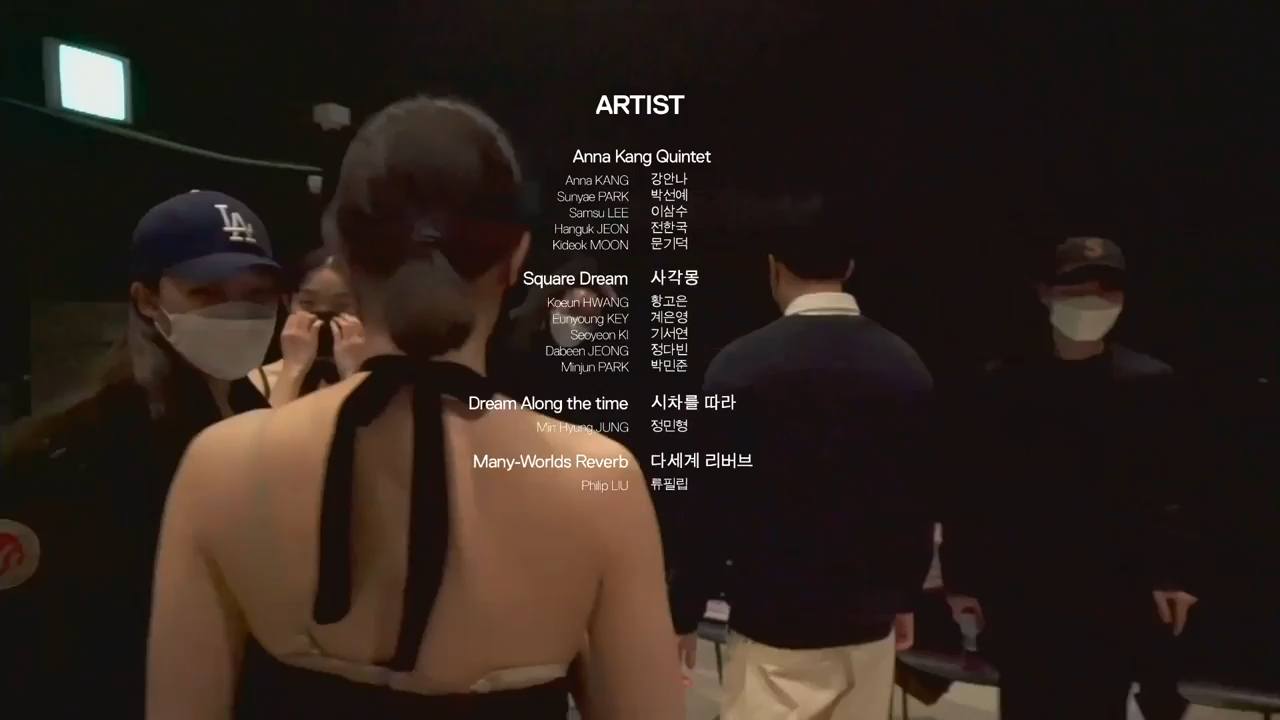 ARTIST
Anna Kang Quintet
Anna KANG 강안나
Sunyae PARK 박선예
Samsu LEE 이삼수
Hanguk JEON 전한국
Kideok MOON 문기덕
Square Dream 사각몽
Koeun HWANG 황고은
Eunyoung KEY 계은영
Seoyeon KI 기서연
Dabeen JEONG 정다빈
Minjun PARK 박민준
Dream Along the time 시차를 따라
Min Hyung JUNG 정민형
Many-Worlds Reverb 다세계 리버브
Philip LIU 류필립
LA